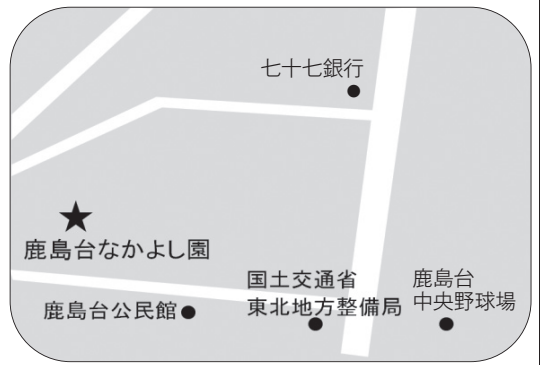 七十七銀行
鹿島台なかよし園
国土交通省
東北地方整備局
鹿島台
中央野球場
鹿島台公民館